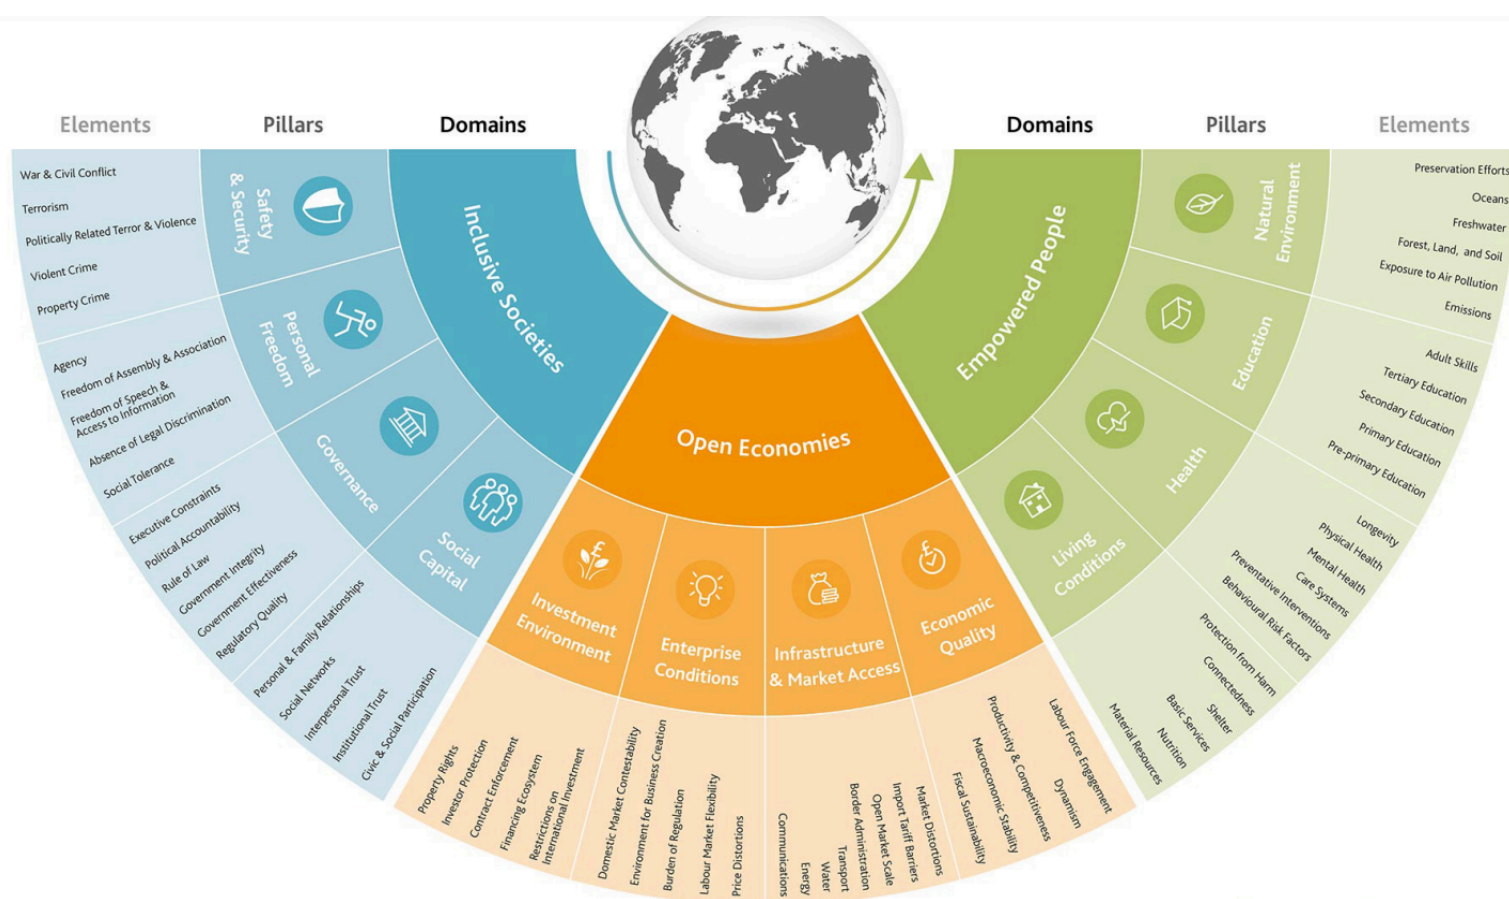 Elements
Pillars
Domains
Domains
Pillars
Elements
Inclusive Societies
Safety
& Security
War & Civil Conflict
Terrorism
Politically Related Terror & Violence
Violent Crime
Property Crime
Personal
Freedom
Agency
Freedom of Assembly & Association
Freedom of Speech &
Access to Information
Absence of Legal Discrimination
Social Tolerance
Governance
Executive Constraints
Political Accountability
Rule of Law
Government Integrity
Government Effectiveness
Regulatory Quality
Social
Capital
Personal & Family Relationships
Social Networks
Interpersonal Trust
Institutional Trust
Civic & Social Participation
Open Economies
Investment
Environment
Property Rights
Investor Protection
Contract Enforcement
Financing Ecosystem
Restrictions on
International Investment
Enterprise
Conditions
Domestic Market Contestability
Environment for Business Creation
Burden of Regulation
Labour Market Flexibility
Price Distortions
Infrastructure
& Market Access
Communications
Energy
Water
Transport
Border Administration
Open Market Scale
Import Tariff Barriers
Market Distortions
Economic
Quality
Fiscal Sustainability
Macroeconomic Stability
Productivity & Competitiveness
Dynamism
Labour Force Engagement
Empowered People
Living
Conditions
Material Resources
Nutrition
Basic Services
Shelter
Connectedness
Protection from Harm
Health
Behavioural Risk Factors
Preventative Interventions
Care Systems
Mental Health
Physical Health
Longevity
Education
Pre-primary Education
Primary Education
Secondary Education
Tertiary Education
Adult Skills
Natural
Environment
Emissions
Exposure to Air Pollution
Forest, Land, and Soil
Freshwater
Oceans
Preservation Efforts